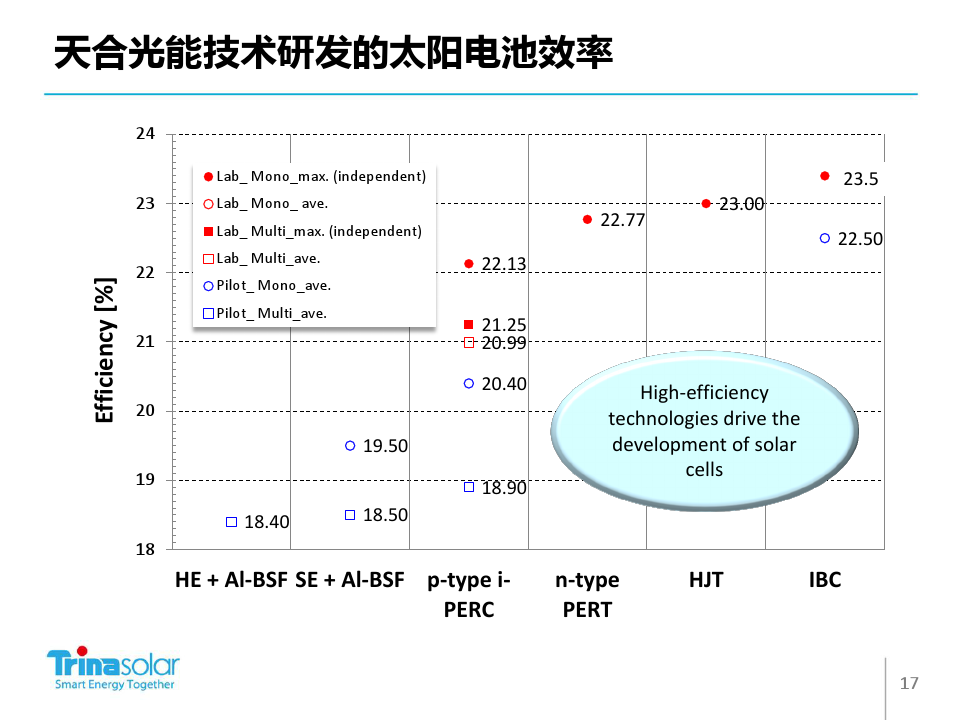 天合光能技术研发的太阳电池效率
24
23
22
21
20
19
18
Efficiency [%]
Lab_ Mono_max. (independent)
Lab_ Mono_ ave.
Lab_ Multi_max. (independent)
Lab_ Multi_ave.
Pilot_ Mono_ave.
Pilot_ Multi_ave.
23.5
23.00
22.77
22.50
22.13
21.25
20.99
20.40
19.50
18.90
18.50
18.40
High-efficiency
technologies drive the
development of solar
cells
HE + Al-BSF
SE + Al-BSF
p-type i-
PERC
n-type
PERT
HJT
IBC
Trinasolar
Smart Energy Together
17